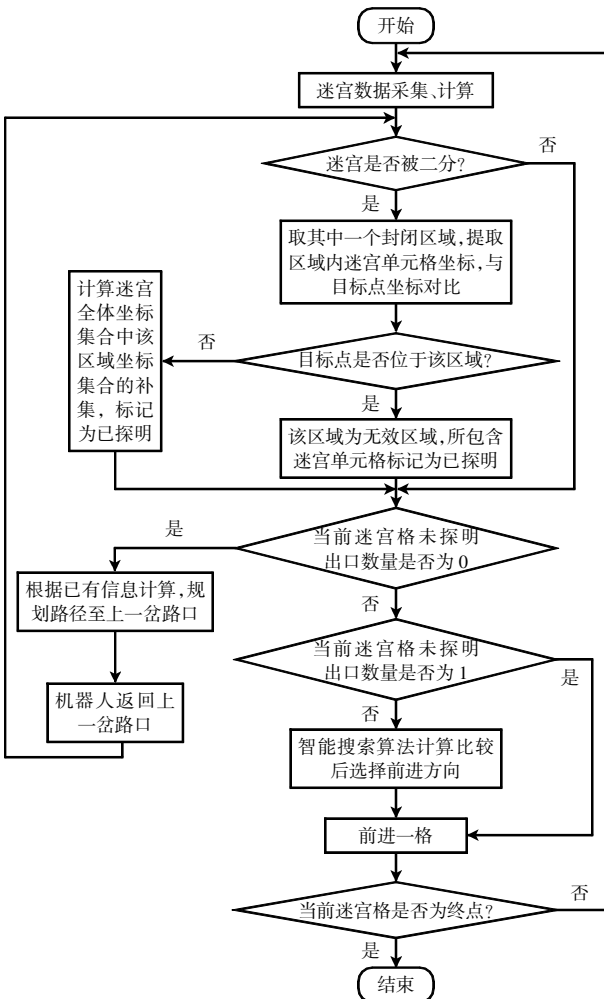 开始
迷宫数据采集、计算
迷宫是否被二分?
否
是
取其中一个封闭区域,提取
区域内迷宫单元格坐标,与
目标点坐标对比
计算迷宫
全体坐标
集合中该
区域坐标
集合的补
集，标记
为已探明
否
目标点是否位于该区域?
是
该区域为无效区域,所包含
迷宫单元格标记为已探明
是
当前迷宫格未探明
出口数量是否为0
根据已有信息计算,规
划路径至上一岔路口
否
当前迷宫格未探明
出口数量是否为1
是
机器人返回上
一岔路口
否
智能搜索算法计算比较
后选择前进方向
前进一格
当前迷宫格是否为终点?
否
是
结束